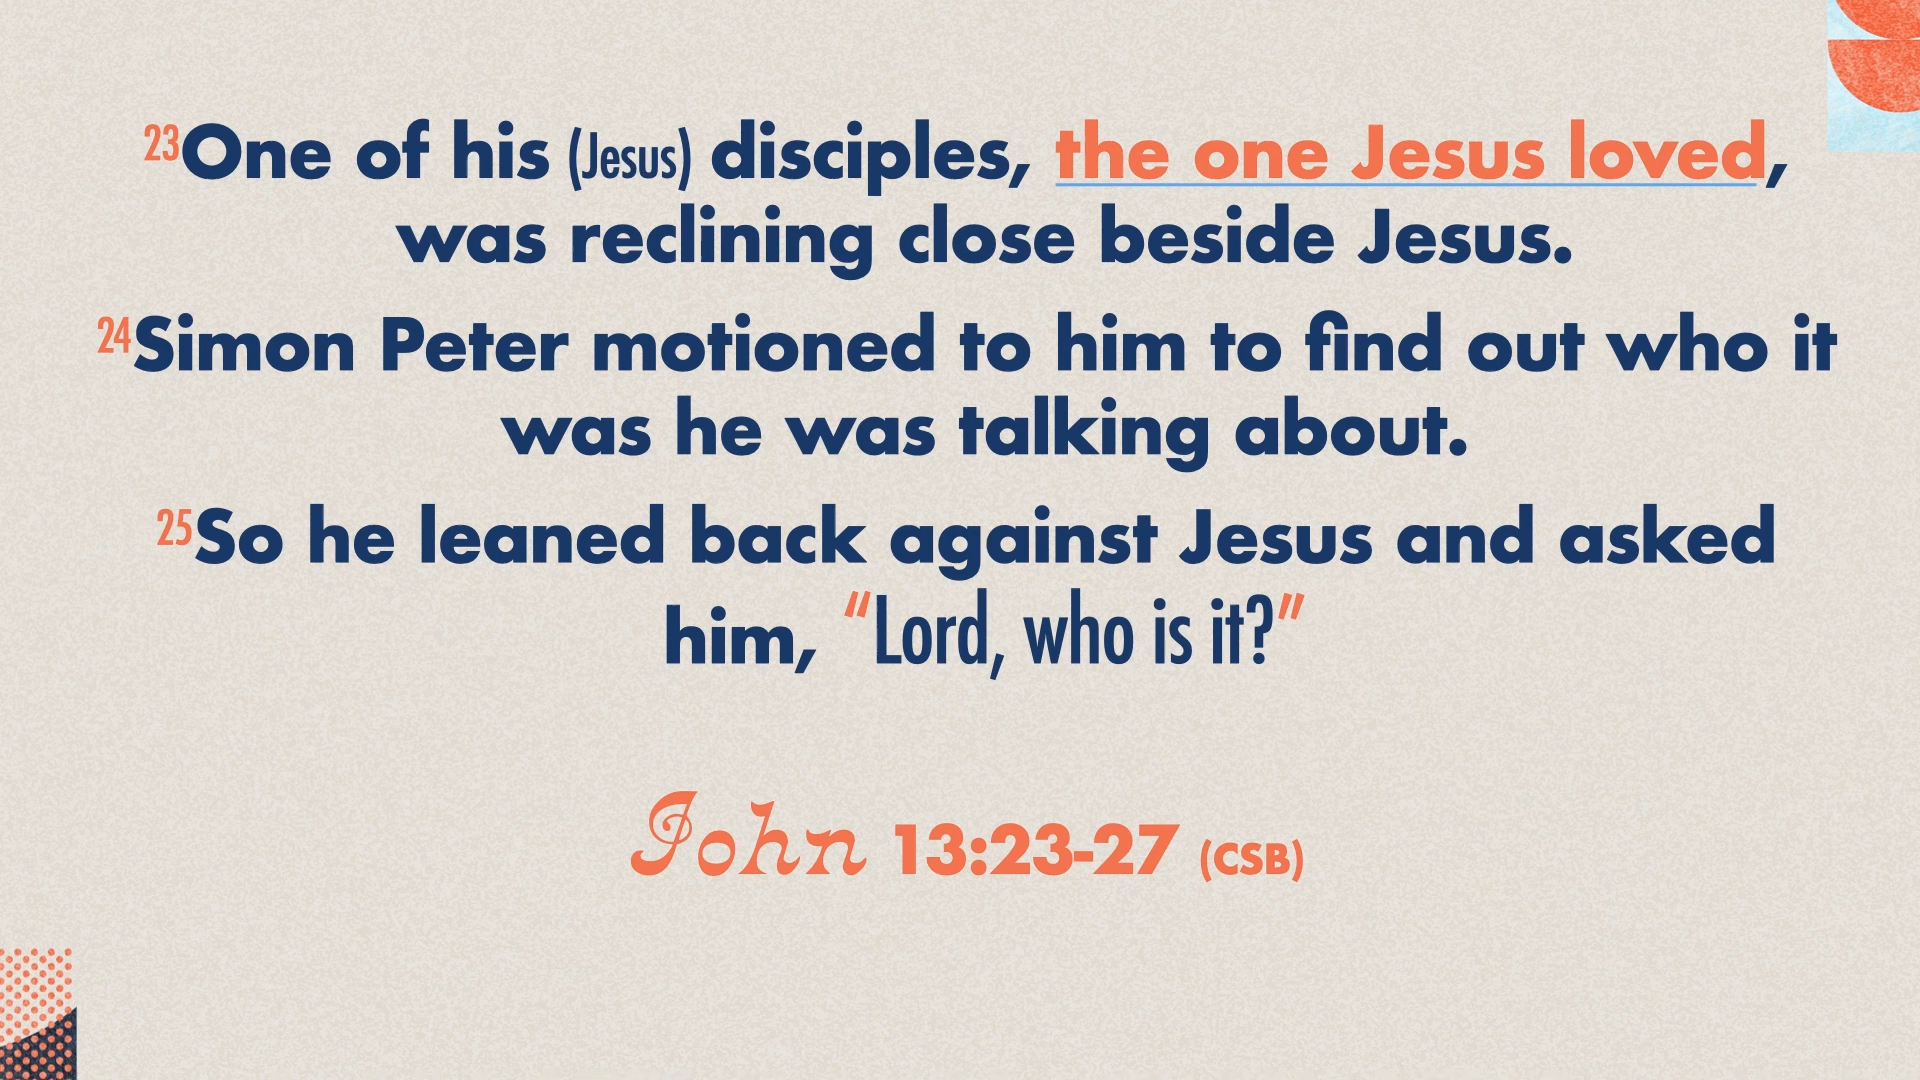 23One of his (Jesus) disciples, the one Jesus loved,
was reclining close beside Jesus.
24Simon Peter motioned to him to find out who it
was he was talking about.
25So he leaned back against Jesus and asked
him, “Lord, who is it?”
John 13:23-27 (CSB)